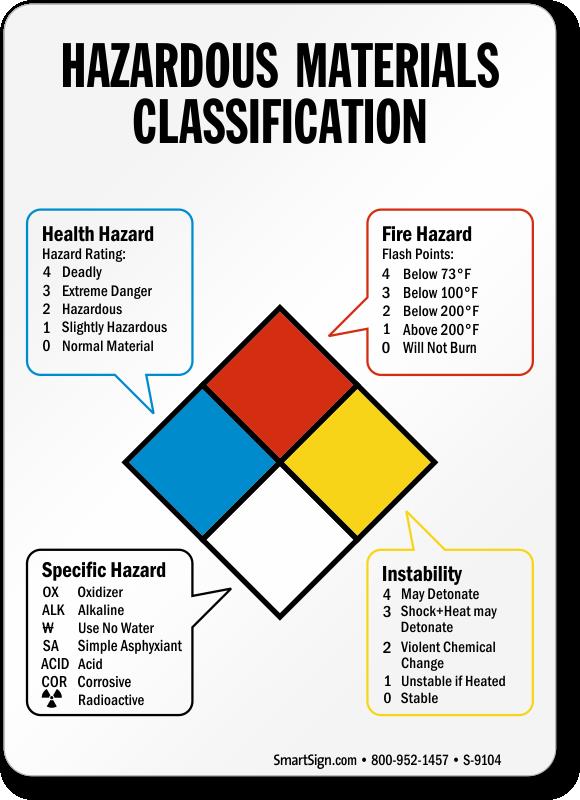 HAZARDOUS MATERIALS
CLASSIFICATION
Health Hazard
Hazard Rating:
4 Deadly
3 Extreme Danger
2 Hazardous
1 Slightly Hazardous
0 Normal Material
Fire Hazard
Flash Points:
4 Below 73°F
3 Below 100°F
2 Below 200°F
1 Above 200°F
0 Will Not Burn
Specific Hazard
OX Oxidizer
ALK Alkaline
W̶ Use No Water
SA Simple Asphyxiant
ACID Acid
COR Corrosive
☢ Radioactive
Instability
4 May Detonate
3 Shock+Heat may
Detonate
2 Violent Chemical
Change
1 Unstable if Heated
0 Stable
SmartSign.com • 800-952-1457 • S-9104